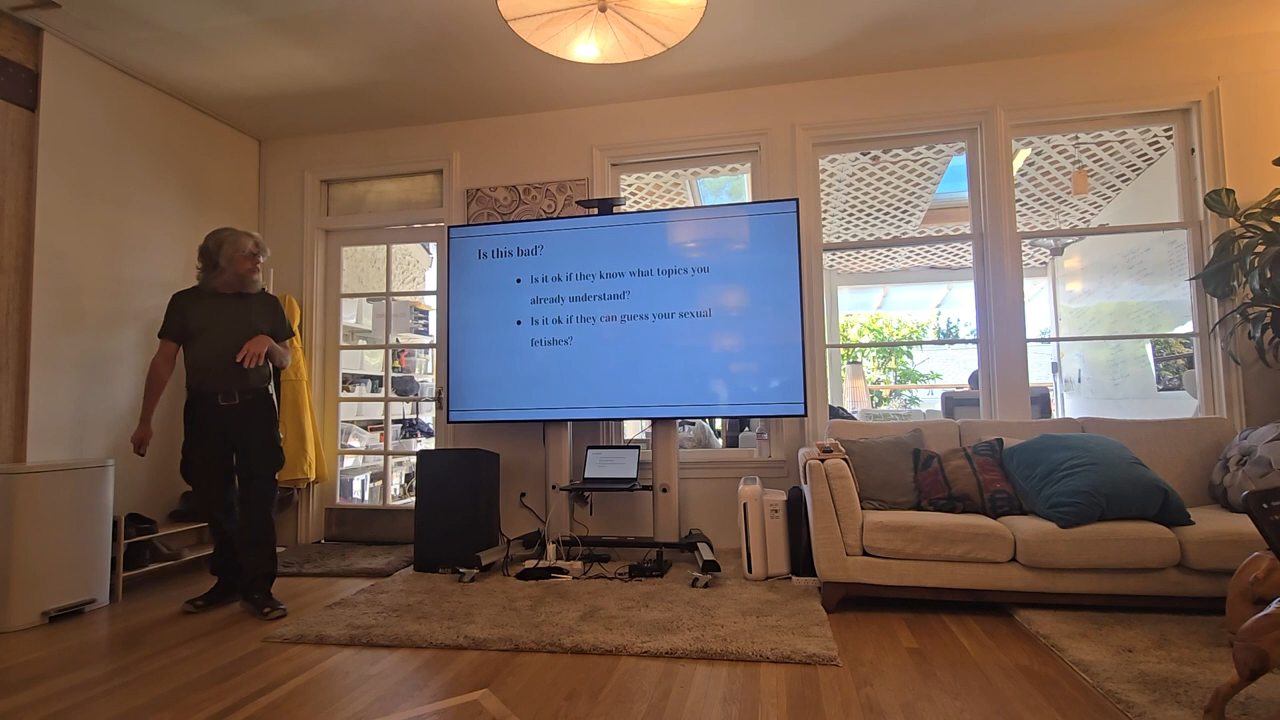 Is this bad?
● Is it ok if they know what topics you
already understand?
● Is it ok if they can guess your sexual
fetishes?